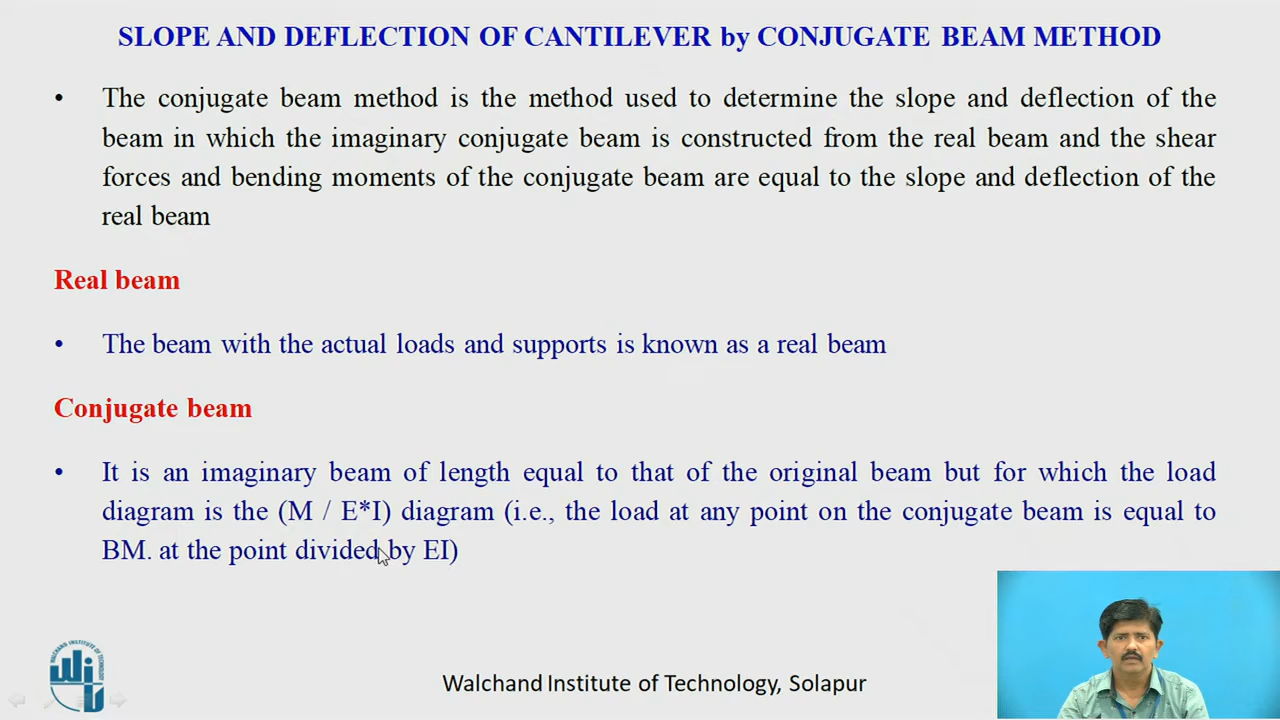 SLOPE AND DEFLECTION OF CANTILEVER by CONJUGATE BEAM METHOD
• The conjugate beam method is the method used to determine the slope and deflection of the
beam in which the imaginary conjugate beam is constructed from the real beam and the shear
forces and bending moments of the conjugate beam are equal to the slope and deflection of the
real beam
Real beam
• The beam with the actual loads and supports is known as a real beam
Conjugate beam
• It is an imaginary beam of length equal to that of the original beam but for which the load
diagram is the (M / E*I) diagram (i.e., the load at any point on the conjugate beam is equal to
BM. at the point divided by EI)
WALCHAND INSTITUTE OF TECHNOLOGY
Walchand Institute of Technology, Solapur